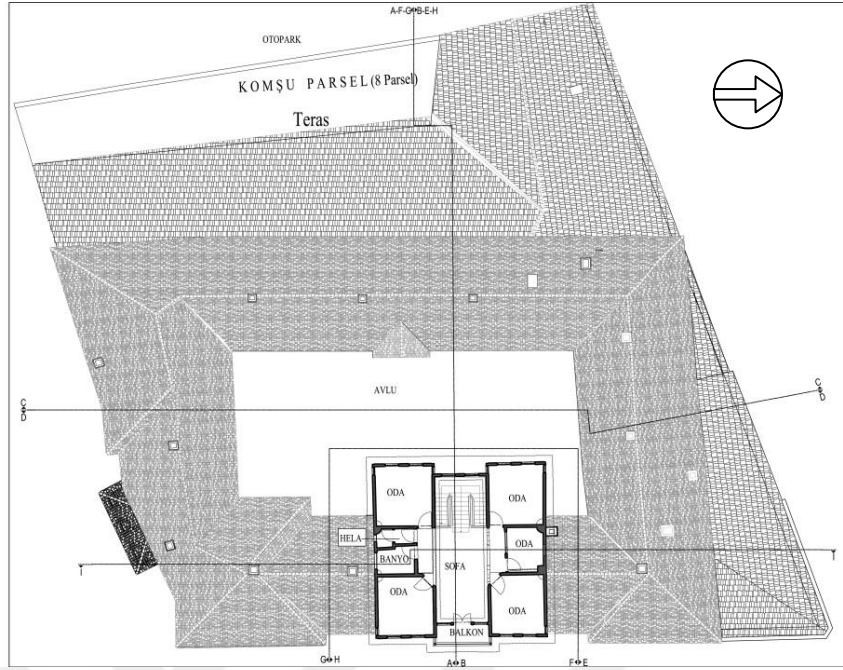 A-F-G B-E-H
OTOPARK
KOMŞU PARSEL (8 Parsel)
Teras
AVLU
C
D
C
D
ODA
ODA
HELA
ODA
BANYO
SOFA
ODA
ODA
BALKON
I
I
G H
A B
F E